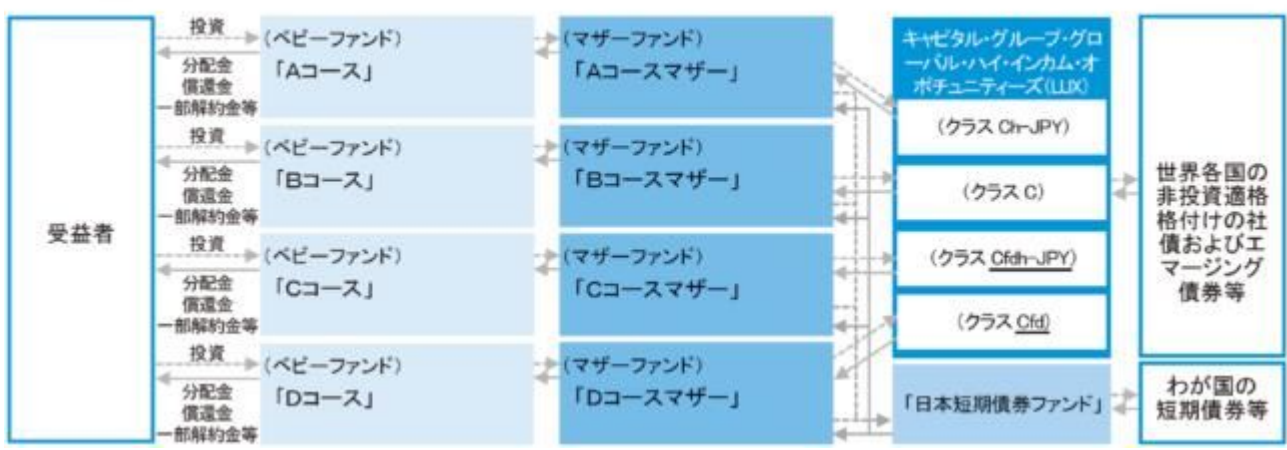 受益者
投資
分配金
償還金
一部解約金等
投資
分配金
償還金
一部解約金等
投資
分配金
償還金
一部解約金等
投資
分配金
償還金
一部解約金等
(ベビーファンド)
「Aコース」
(ベビーファンド)
「Bコース」
(ベビーファンド)
「Cコース」
(ベビーファンド)
「Dコース」
(マザーファンド)
「Aコースマザー」
(マザーファンド)
「Bコースマザー」
(マザーファンド)
「Cコースマザー」
(マザーファンド)
「Dコースマザー」
キャピタル・グループ・グロ
ーバル・ハイ・インカム・オ
ポチュニティーズ(LUX)
(クラス Ch-JPY)
(クラス C)
(クラス Cfdh-JPY)
(クラス Cfd)
「日本短期債券ファンド」
世界各国の
非投資適格
格付けの社
債およびエ
マージング
債券等
わが国の
短期債券等